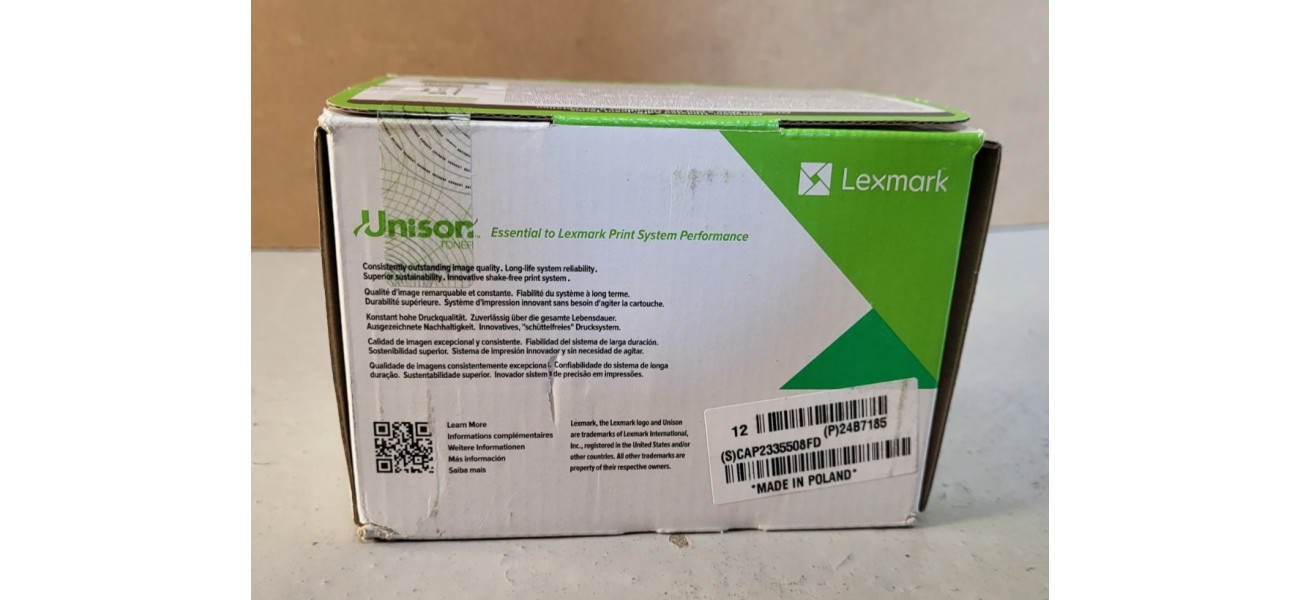 Lexmark
Unison™
TONER
Essential to Lexmark Print System Performance
Consistently outstanding image quality. Long-life system reliability.
Superior sustainability. Innovative shake-free print system.
Qualité d'image remarquable et constante. Fiabilité du système à long terme.
Durabilité supérieure. Système d'impression innovant sans besoin d'agiter la cartouche.
Konstant hohe Druckqualität. Zuverlässig über die gesamte Lebensdauer.
Ausgezeichnete Nachhaltigkeit. Innovatives, "schüttelfreies" Drucksystem.
Calidad de imagen excepcional y consistente. Fiabilidad del sistema de larga duración.
Sostenibilidad superior. Sistema de impresión innovador y sin necesidad de agitar.
Qualidade de imagens consistentemente excepcional. Confiabilidade do sistema de longa
duração. Sustentabilidade superior. Inovador sistema de precisão em impressões.
Learn More
Informations complémentaires
Weitere Informationen
Más información
Saiba mais
Lexmark, the Lexmark logo and Unison
are trademarks of Lexmark International,
Inc., registered in the United States and/or
other countries. All other trademarks are
property of their respective owners.
12
(P)24B7185
(S)CAP2335508FD
*MADE IN POLAND*